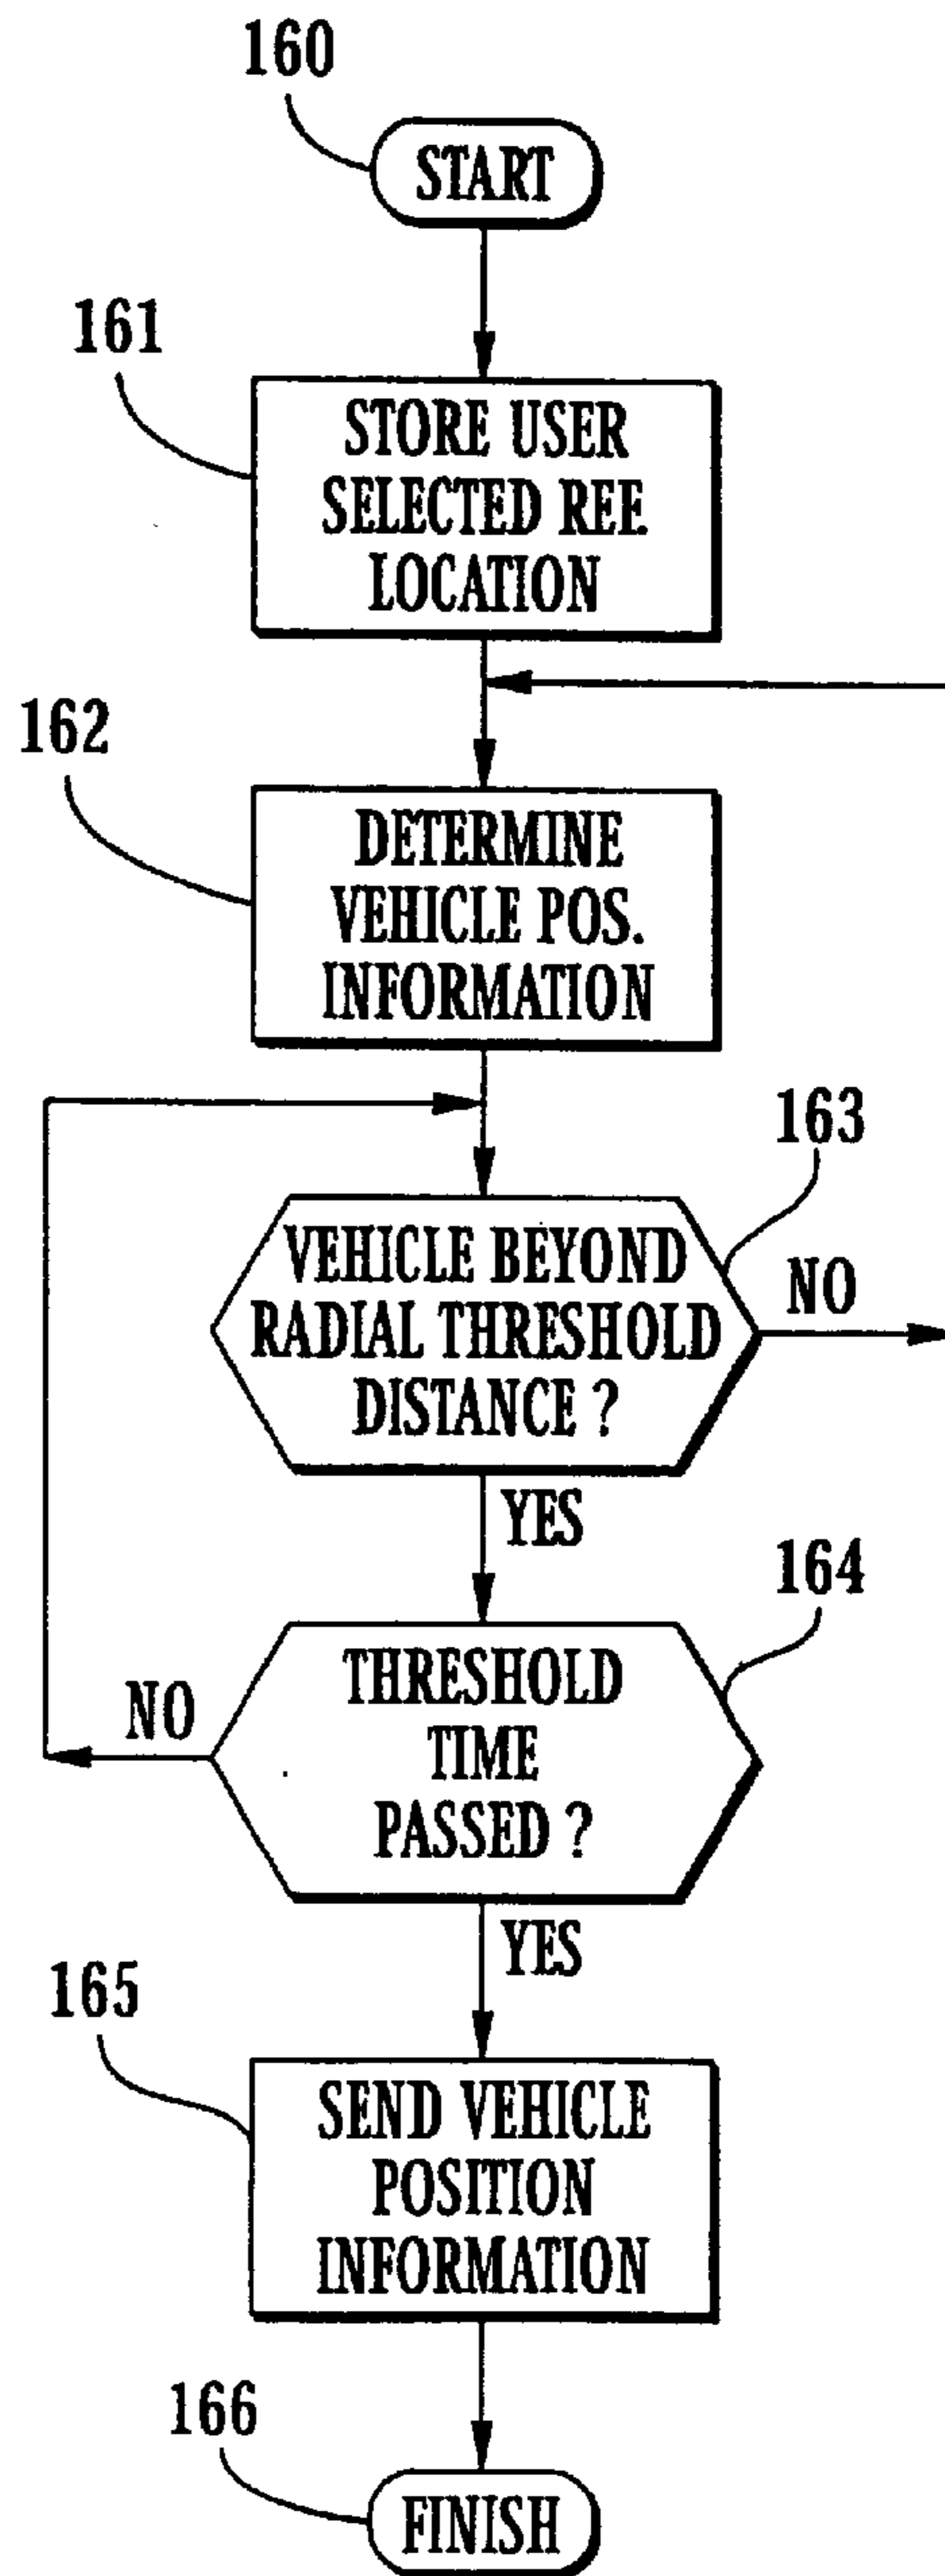 160
START
161
STORE USER
SELECTED REF.
LOCATION
162
DETERMINE
VEHICLE POS.
INFORMATION
163
VEHICLE BEYOND
RADIAL THRESHOLD
DISTANCE ?
NO
YES
164
THRESHOLD
TIME
PASSED ?
NO
YES
165
SEND VEHICLE
POSITION
INFORMATION
166
FINISH